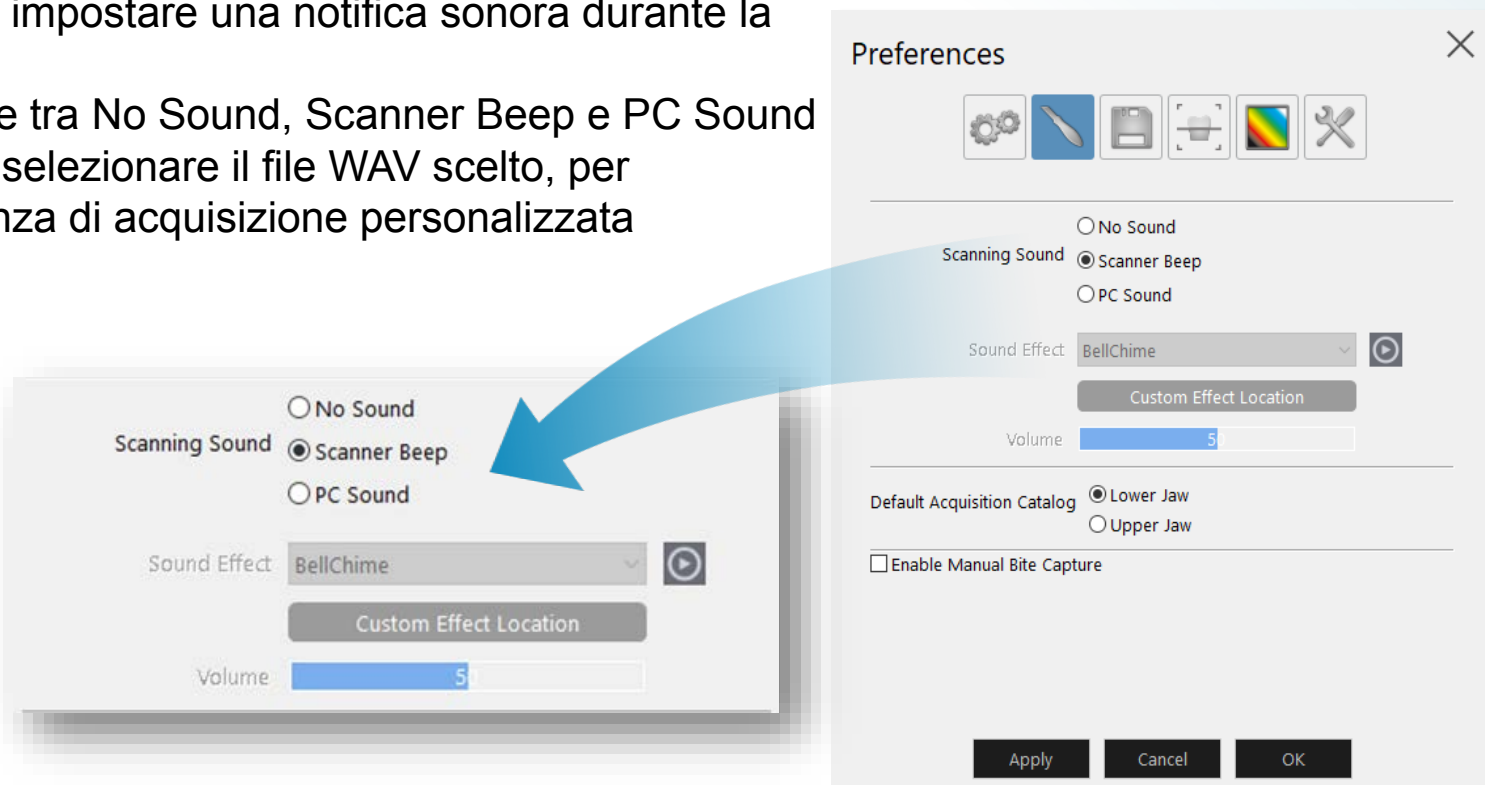 impostare una notifica sonora durante la
e tra No Sound, Scanner Beep e PC Sound
selezionare il file WAV scelto, per
nza di acquisizione personalizzata
No Sound
Scanning Sound
Scanner Beep
PC Sound
Sound Effect BellChime
Custom Effect Location
Volume
Preferences
No Sound
Scanning Sound
Scanner Beep
PC Sound
Sound Effect BellChime
Custom Effect Location
Volume
Default Acquisition Catalog
Lower Jaw
Upper Jaw
Enable Manual Bite Capture
Apply Cancel OK